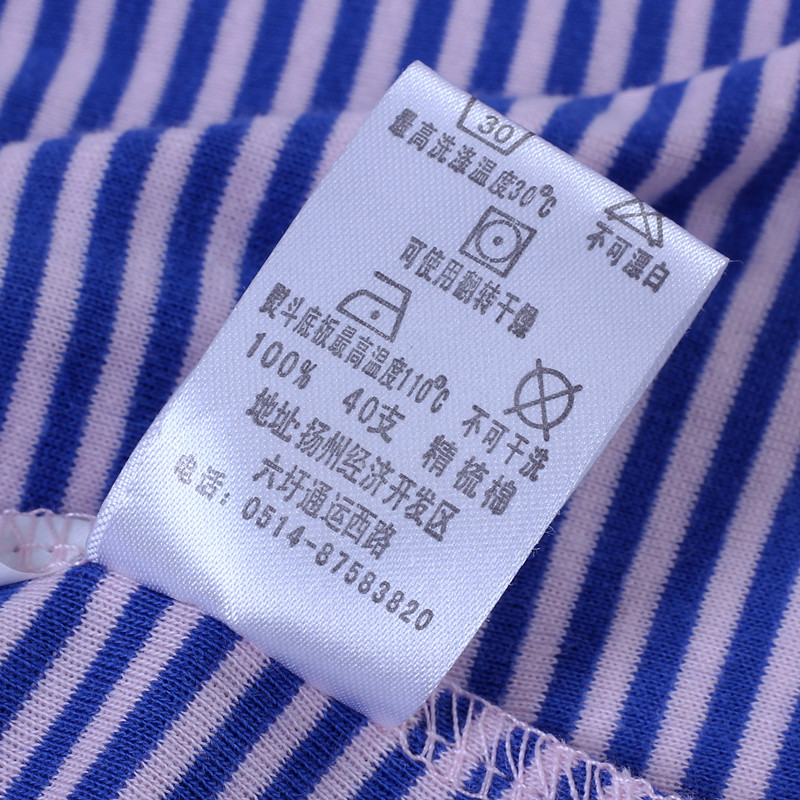 30
最高洗涤温度30℃
不可漂白
可使用翻转干燥
熨斗底板最高温度110℃
不可干洗
100% 40支 精梳棉
地址:扬州经济开发区
六圩通运西路
电话:0514-87583820